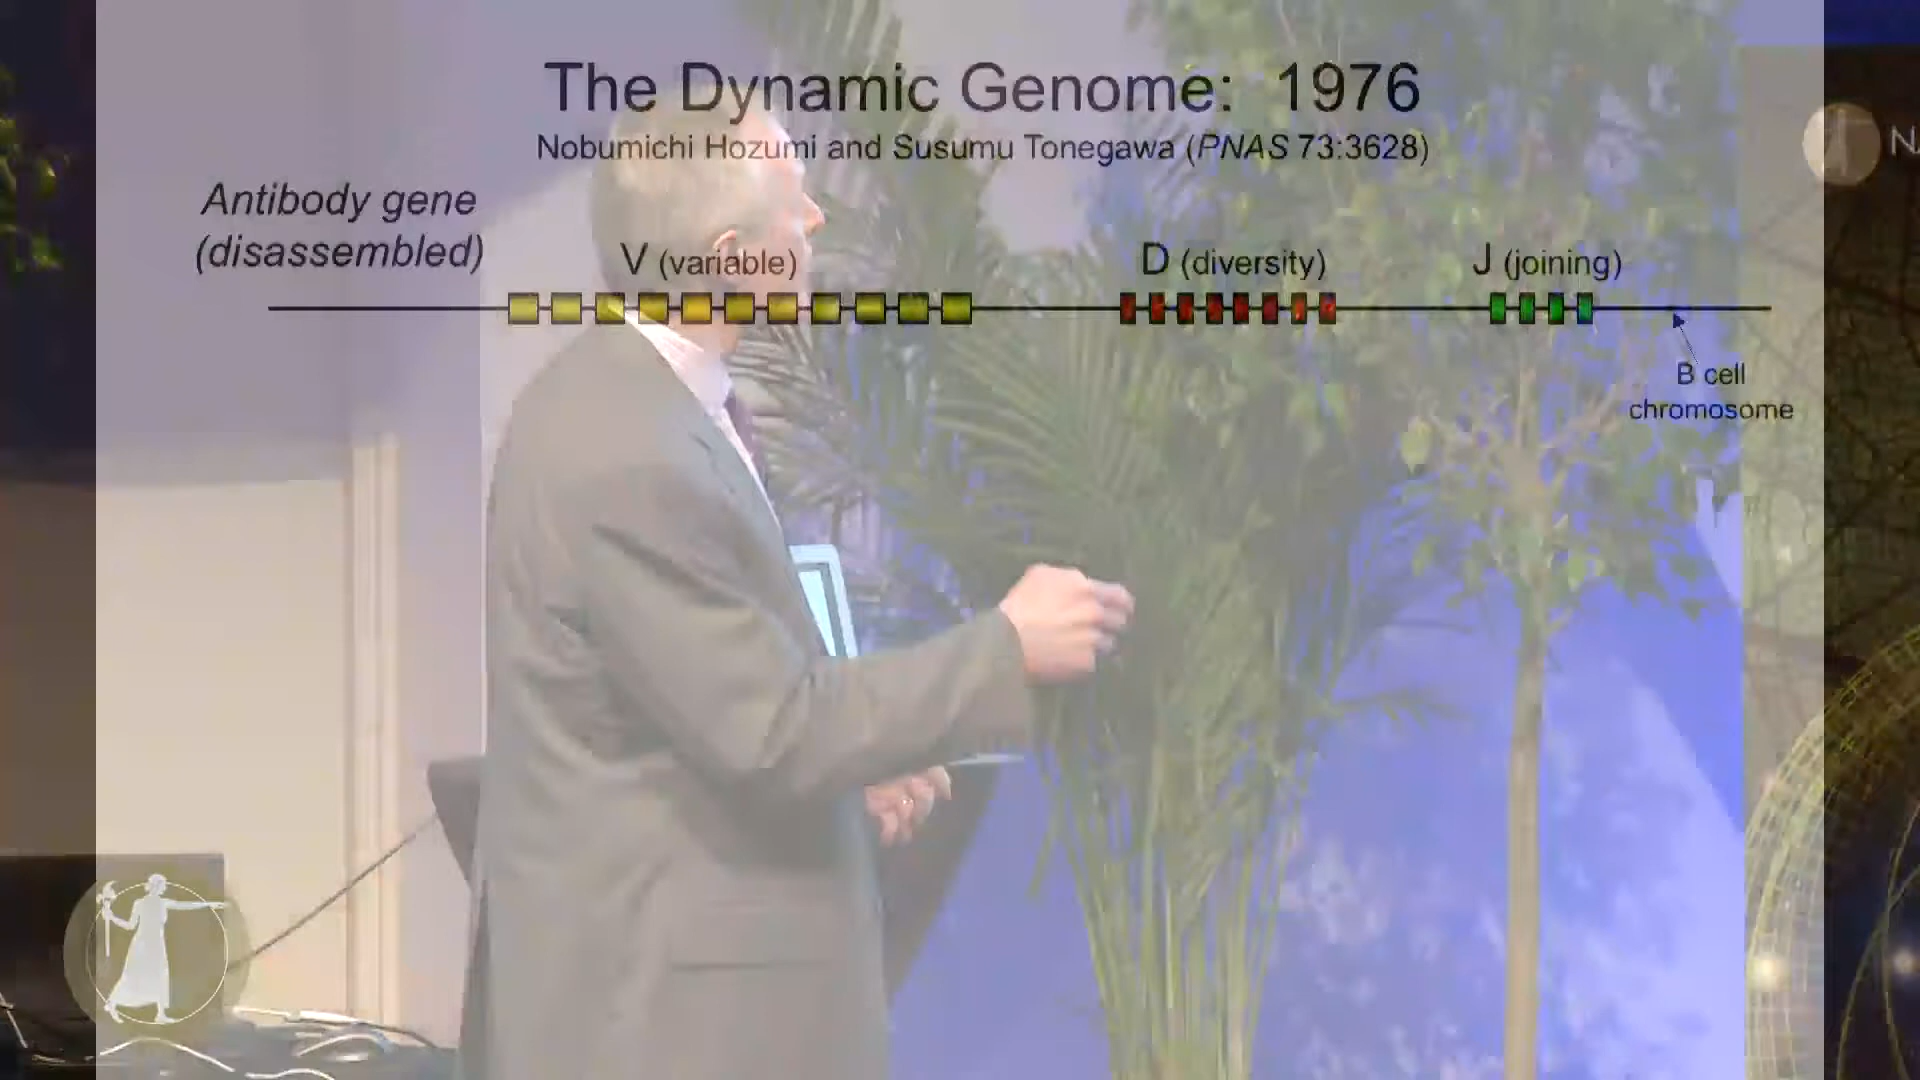 The Dynamic Genome: 1976
Nobumichi Hozumi and Susumu Tonegawa (PNAS 73:3628)
Antibody gene
(disassembled)
V (variable)
D (diversity)
J (joining)
B cell
chromosome